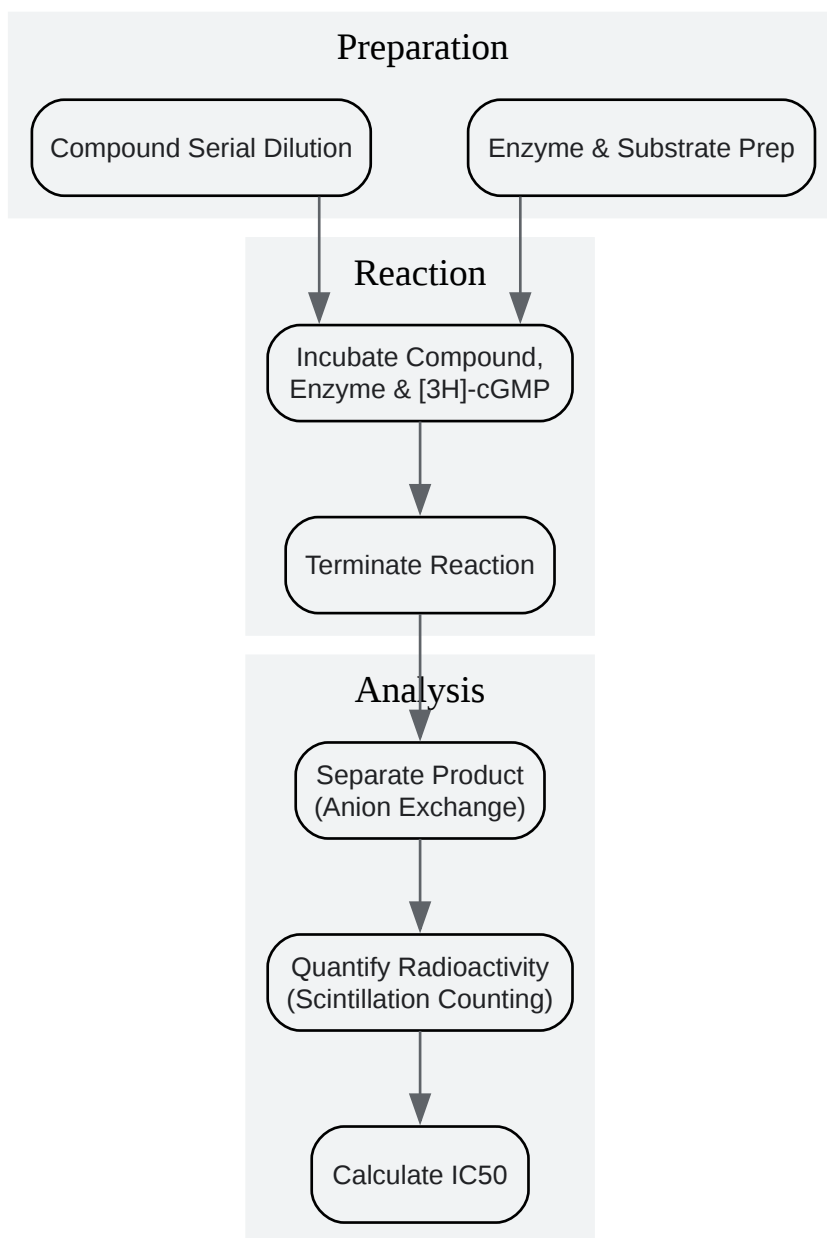 Preparation
Compound Serial Dilution
Enzyme & Substrate Prep
Reaction
Incubate Compound,
Enzyme & [3H]-cGMP
Terminate Reaction
Analysis
Separate Product
(Anion Exchange)
Quantify Radioactivity
(Scintillation Counting)
Calculate IC50